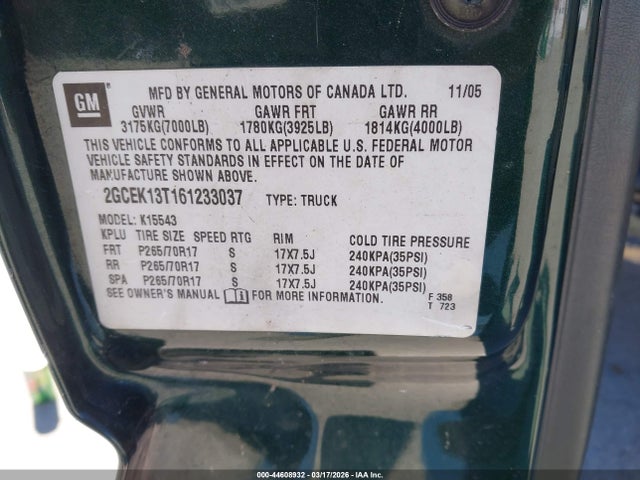 GM
MFD BY GENERAL MOTORS OF CANADA LTD. 11/05
GVWR GAWR FRT GAWR RR
3175KG(7000LB) 1780KG(3925LB) 1814KG(4000LB)
THIS VEHICLE CONFORMS TO ALL APPLICABLE U.S. FEDERAL MOTOR
VEHICLE SAFETY STANDARDS IN EFFECT ON THE DATE OF
MANUFACTURE SHOWN ABOVE.
2GCEK13T161233037 TYPE: TRUCK
MODEL: K15543
KPLU TIRE SIZE SPEED RTG RIM COLD TIRE PRESSURE
FRT P265/70R17 S 17X7.5J 240KPA(35PSI)
RR P265/70R17 S 17X7.5J 240KPA(35PSI)
SPA P265/70R17 S 17X7.5J 240KPA(35PSI)
SEE OWNER'S MANUAL FOR MORE INFORMATION. F 358
T 723
000-44608932 - 03/17/2026 - IAA Inc.